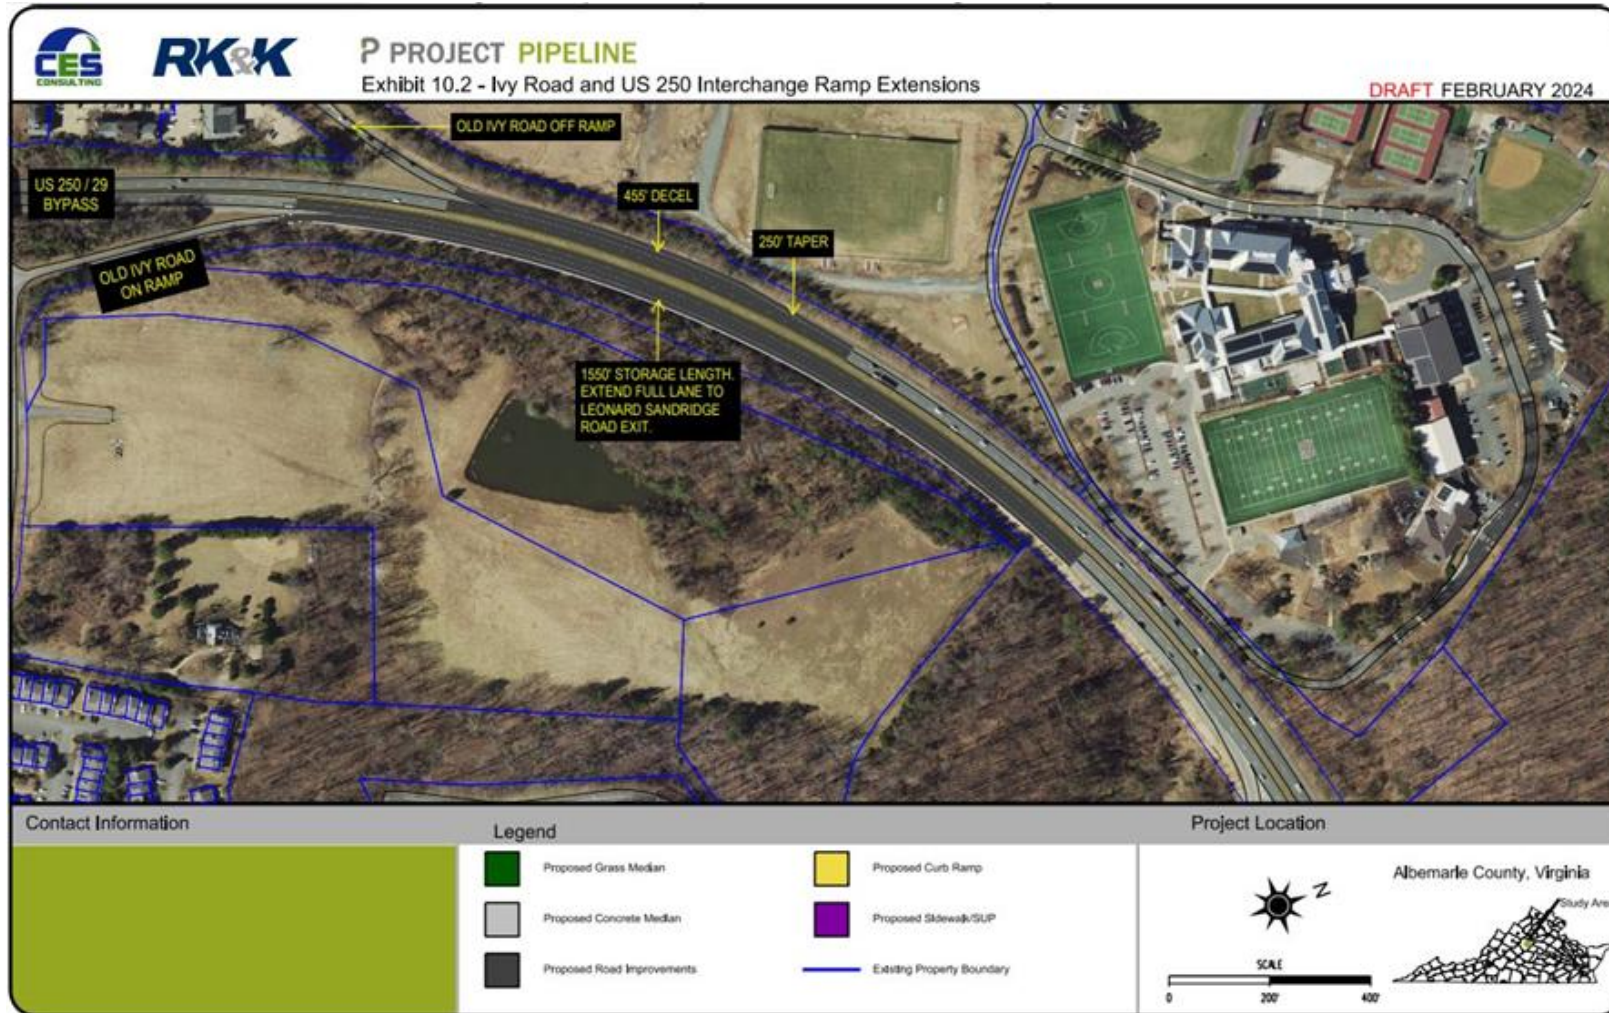 CES
CONSULTING
RK&K
PROJECT PIPELINE
Exhibit 10.2 - Ivy Road and US 250 Interchange Ramp Extensions
DRAFT FEBRUARY 2024
OLD IVY ROAD OFF RAMP
US 250 / 29
BYPASS
455' DECEL
250' TAPER
OLD IVY ROAD
ON RAMP
1550' STORAGE LENGTH.
EXTEND FULL LANE TO
LEONARD SANDRIDGE
ROAD EXIT.
Contact Information
Legend
Proposed Grass Median
Proposed Concrete Median
Proposed Road Improvements
Proposed Curb Ramp
Proposed Sidewalk/SUP
Existing Property Boundary
Project Location
Z
Albemarle County, Virginia
Study Area
SCALE
0 200' 400'